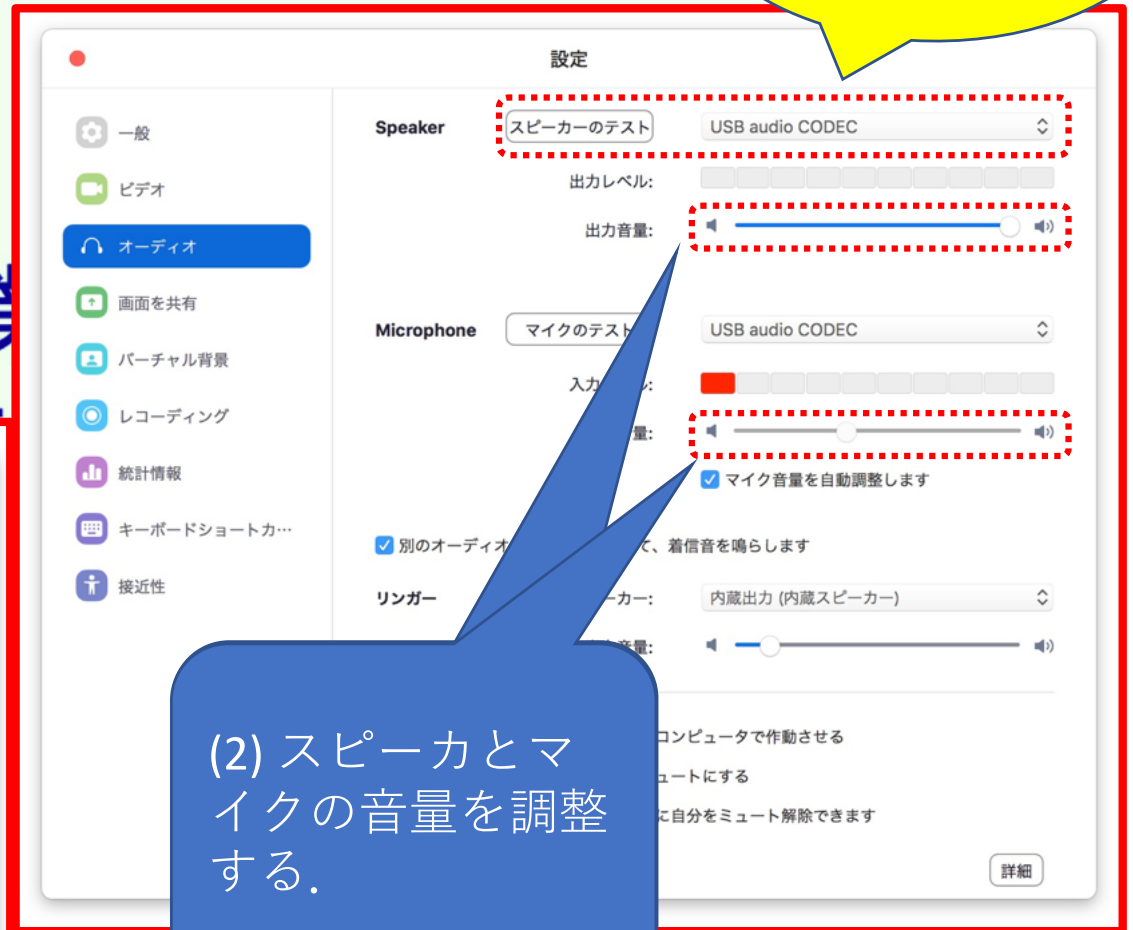 設定
一般
ビデオ
オーディオ
画面を共有
バーチャル背景
レコーディング
統計情報
キーボードショートカ…
接近性
Speaker スピーカーのテスト USB audio CODEC
出力レベル:
出力音量:
Microphone マイクのテスト USB audio CODEC
入力
量:
マイク音量を自動調整します
別のオーディオ て、着信音を鳴らします
リンガー ーカー: 内蔵出力 (内蔵スピーカー)
音量:
コンピュータで作動させる
ュートにする
に自分をミュート解除できます
詳細
(2) スピーカとマ
イクの音量を調整
する.